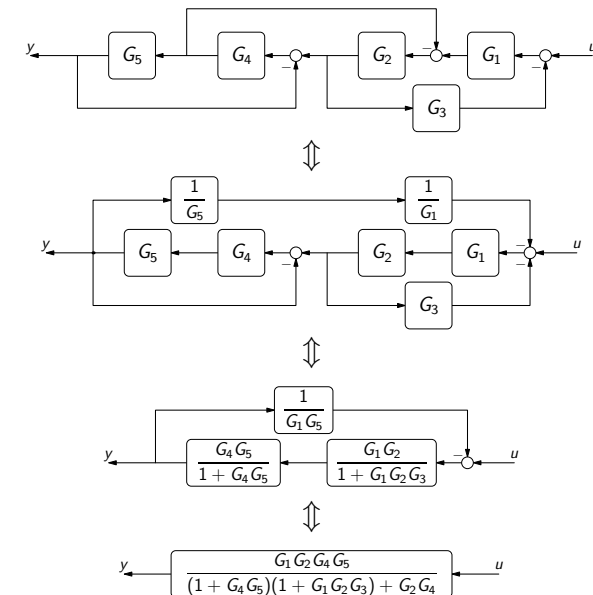 y G₅ G₄ − G₂ − G₁ − u
G₃
⇕
1/G₅ 1/G₁
y G₅ G₄ − G₂ G₁ − − u
G₃
⇕
1/(G₁G₅)
y G₄G₅/(1 + G₄G₅) G₁G₂/(1 + G₁G₂G₃) − u
⇕
y G₁G₂G₄G₅/((1 + G₄G₅)(1 + G₁G₂G₃) + G₂G₄) u